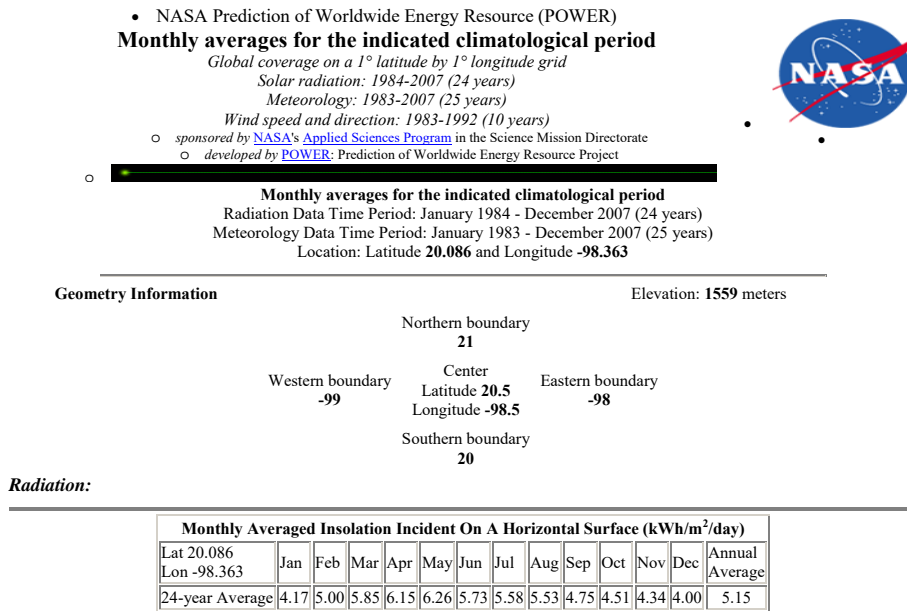 NASA Prediction of Worldwide Energy Resource (POWER)
Monthly averages for the indicated climatological period
Global coverage on a 1° latitude by 1° longitude grid
Solar radiation: 1984-2007 (24 years)
Meteorology: 1983-2007 (25 years)
Wind speed and direction: 1983-1992 (10 years)
sponsored by NASA's Applied Sciences Program in the Science Mission Directorate
developed by POWER: Prediction of Worldwide Energy Resource Project
NASA
Monthly averages for the indicated climatological period
Radiation Data Time Period: January 1984 - December 2007 (24 years)
Meteorology Data Time Period: January 1983 - December 2007 (25 years)
Location: Latitude 20.086 and Longitude -98.363
Geometry Information Elevation: 1559 meters
Northern boundary
21
Western boundary
-99
Center
Latitude 20.5
Longitude -98.5
Eastern boundary
-98
Southern boundary
20
Radiation:
Monthly Averaged Insolation Incident On A Horizontal Surface (kWh/m²/day)
Lat 20.086
Lon -98.363
Jan Feb Mar Apr May Jun Jul Aug Sep Oct Nov Dec Annual
Average
24-year Average 4.17 5.00 5.85 6.15 6.26 5.73 5.58 5.53 4.75 4.51 4.34 4.00 5.15